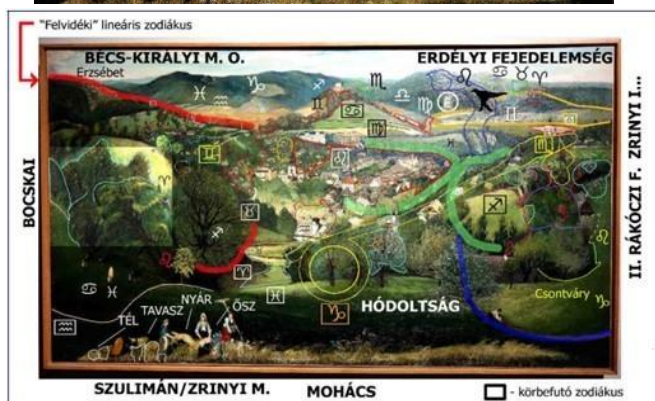 "Felvidéki" lineáris zodiákus
BÉCS-KIRÁLYI M. O.
ERDÉLYI FEJEDELEMSÉG
Erzsébet
BOCSKAI
II. RÁKÓCZI F. ZRINYI I...
HÓDOLTSÁG
Csontváry
TÉL
TAVASZ
NYÁR
ŐSZ
SZULIMÁN/ZRINYI M.
MOHÁCS
- körbefutó zodiákus